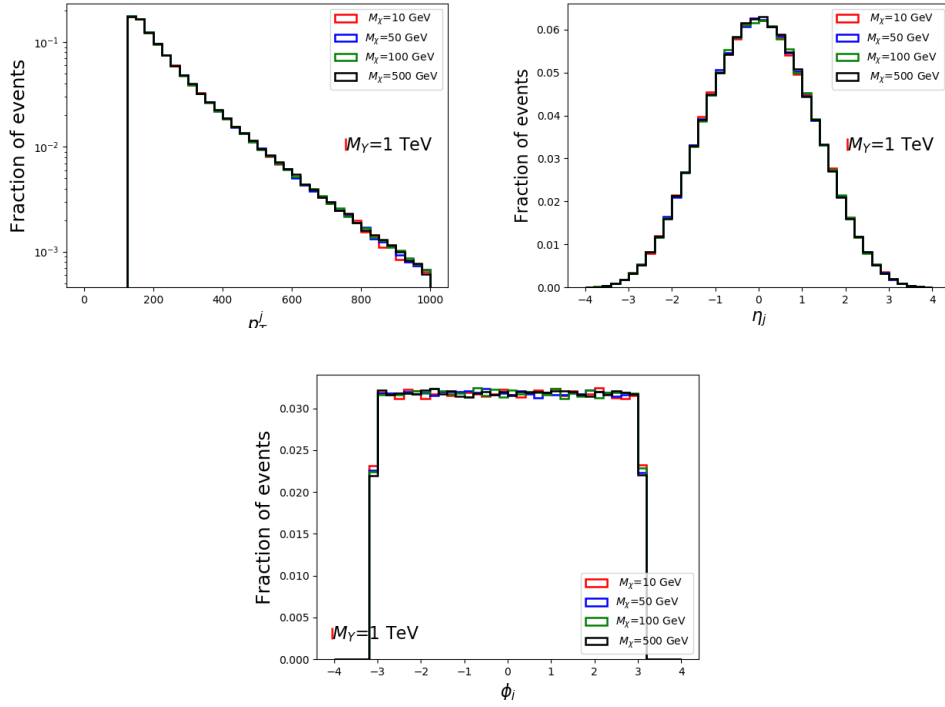 Fraction of events
10⁻¹
10⁻²
10⁻³
0 200 400 600 800 1000
M_χ=10 GeV
M_χ=50 GeV
M_χ=100 GeV
M_χ=500 GeV
M_Y=1 TeV
p_T^j
Fraction of events
0.06
0.05
0.04
0.03
0.02
0.01
0.00
−4 −3 −2 −1 0 1 2 3 4
M_χ=10 GeV
M_χ=50 GeV
M_χ=100 GeV
M_χ=500 GeV
M_Y=1 TeV
η_j
Fraction of events
0.030
0.025
0.020
0.015
0.010
0.005
0.000
−4 −3 −2 −1 0 1 2 3 4
M_χ=10 GeV
M_χ=50 GeV
M_χ=100 GeV
M_χ=500 GeV
M_Y=1 TeV
ϕ_j